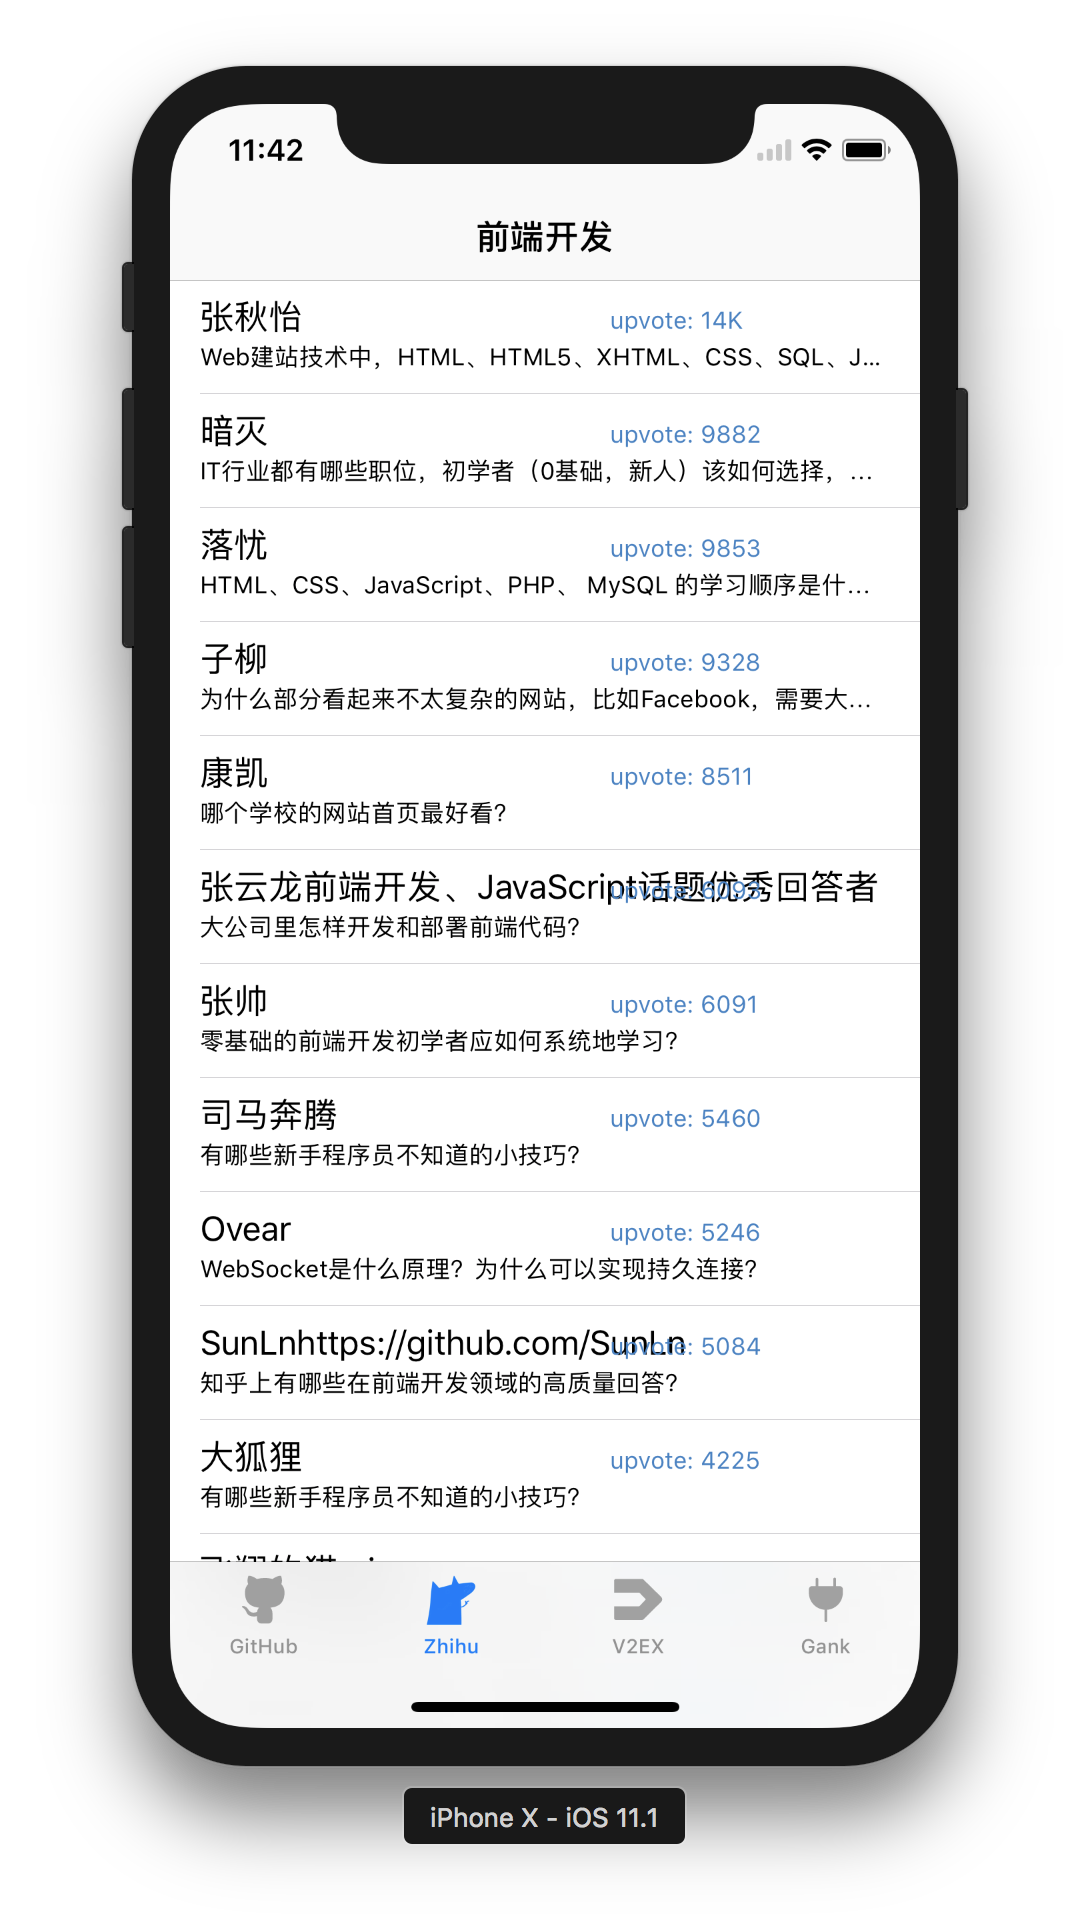 11:42
前端开发
张秋怡
upvote: 14K
Web建站技术中，HTML、HTML5、XHTML、CSS、SQL、J...
暗灭
upvote: 9882
IT行业都有哪些职位，初学者（0基础，新人）该如何选择，...
落忧
upvote: 9853
HTML、CSS、JavaScript、PHP、 MySQL 的学习顺序是什...
子柳
upvote: 9328
为什么部分看起来不太复杂的网站，比如Facebook，需要大...
康凯
upvote: 8511
哪个学校的网站首页最好看？
张云龙前端开发、JavaScript话题优秀回答者
upvote: 6093
大公司里怎样开发和部署前端代码？
张帅
upvote: 6091
零基础的前端开发初学者应如何系统地学习？
司马奔腾
upvote: 5460
有哪些新手程序员不知道的小技巧？
Ovear
upvote: 5246
WebSocket是什么原理？为什么可以实现持久连接？
SunLnhttps://github.com/SunLn
upvote: 5084
知乎上有哪些在前端开发领域的高质量回答？
大狐狸
upvote: 4225
有哪些新手程序员不知道的小技巧？
GitHub
Zhihu
V2EX
Gank
iPhone X - iOS 11.1